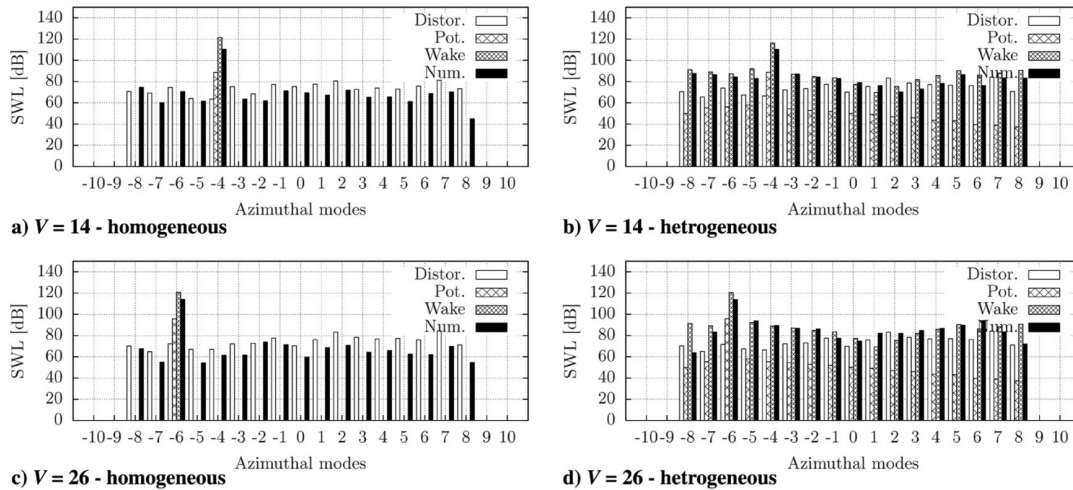 140
120
100
80
60
40
20
0
SWL [dB]
Distor.
Pot.
Wake
Num.
-10 -9 -8 -7 -6 -5 -4 -3 -2 -1 0 1 2 3 4 5 6 7 8 9 10
Azimuthal modes
a) V = 14 - homogeneous
140
120
100
80
60
40
20
0
SWL [dB]
Distor.
Pot.
Wake
Num.
-10 -9 -8 -7 -6 -5 -4 -3 -2 -1 0 1 2 3 4 5 6 7 8 9 10
Azimuthal modes
b) V = 14 - hetrogeneous
140
120
100
80
60
40
20
0
SWL [dB]
Distor.
Pot.
Wake
Num.
-10 -9 -8 -7 -6 -5 -4 -3 -2 -1 0 1 2 3 4 5 6 7 8 9 10
Azimuthal modes
c) V = 26 - homogeneous
140
120
100
80
60
40
20
0
SWL [dB]
Distor.
Pot.
Wake
Num.
-10 -9 -8 -7 -6 -5 -4 -3 -2 -1 0 1 2 3 4 5 6 7 8 9 10
Azimuthal modes
d) V = 26 - hetrogeneous